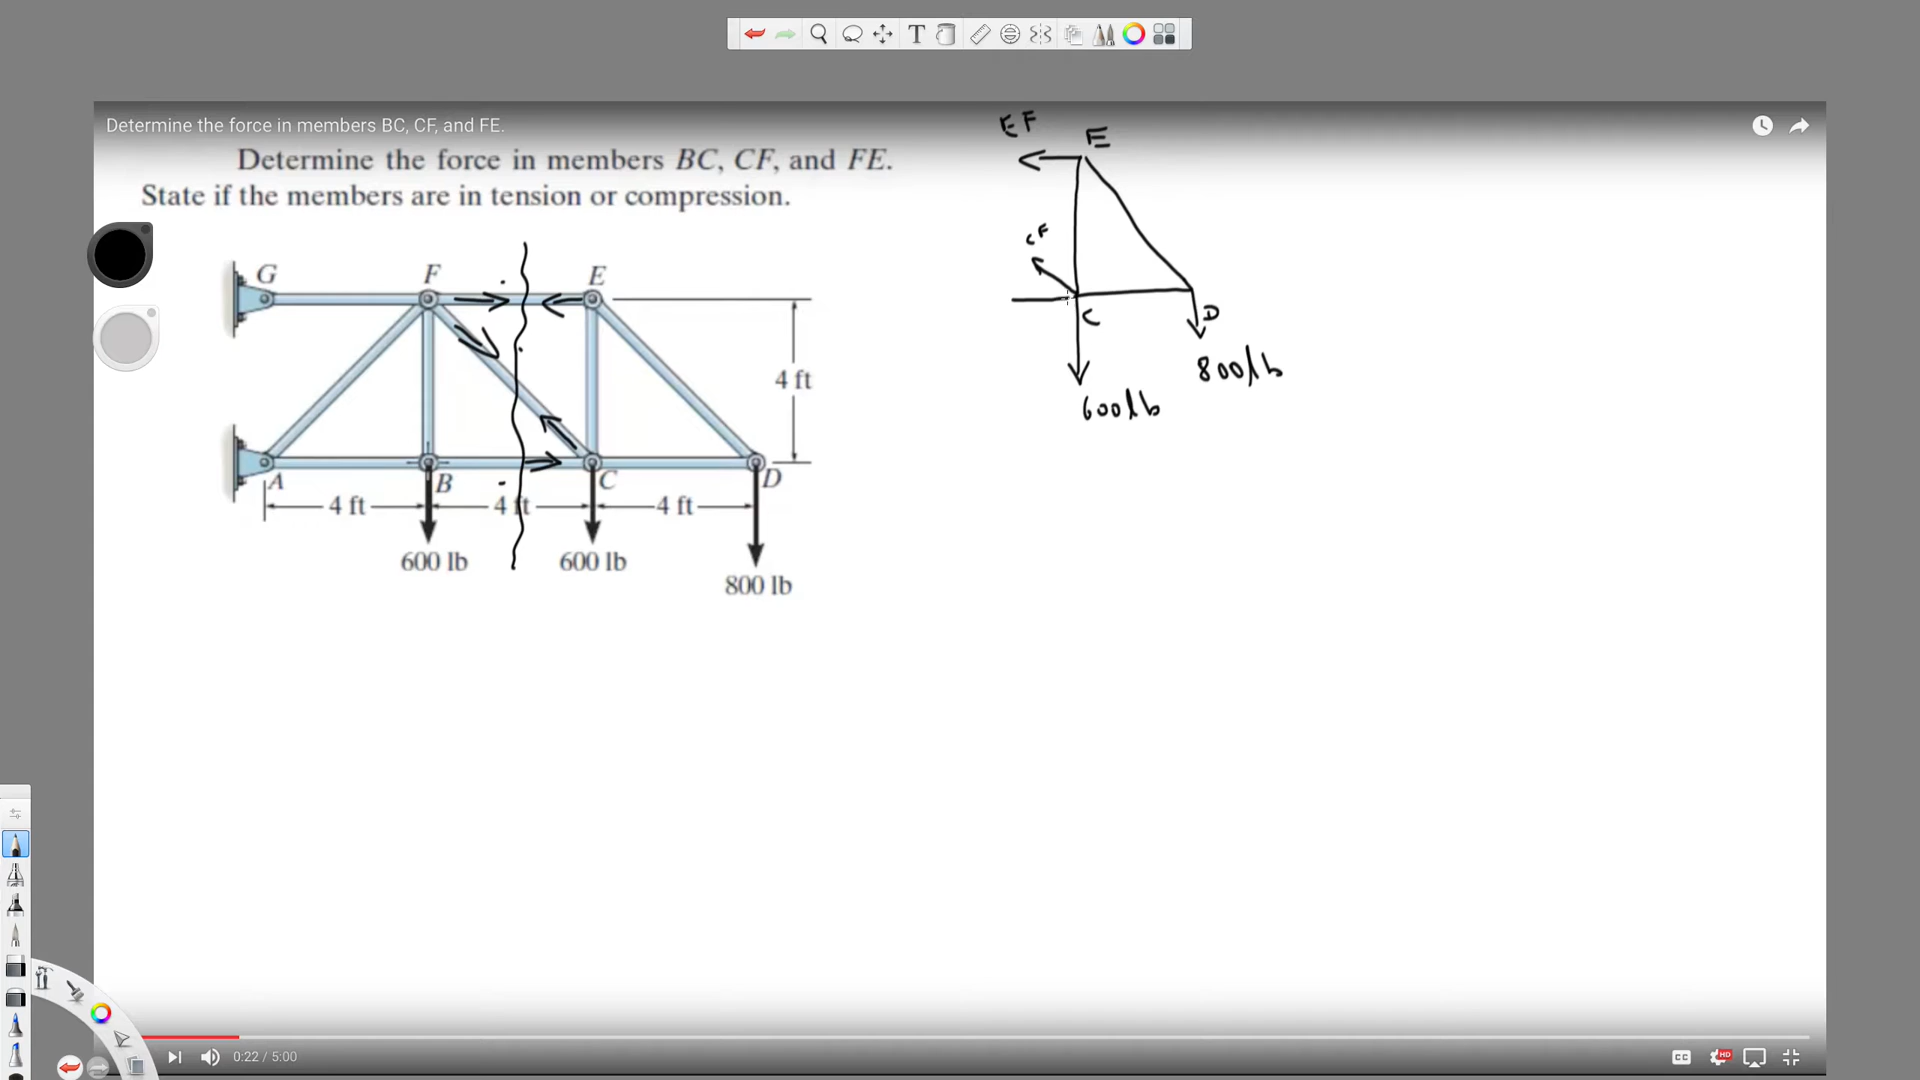 Determine the force in members BC, CF, and FE.
Determine the force in members BC, CF, and FE.
State if the members are in tension or compression.
G
F
E
4 ft
A
B
C
D
4 ft
4 ft
4 ft
600 lb
600 lb
800 lb
EF
E
CF
C
D
800lb
600lb
T
0:22 / 5:00
CC
HD